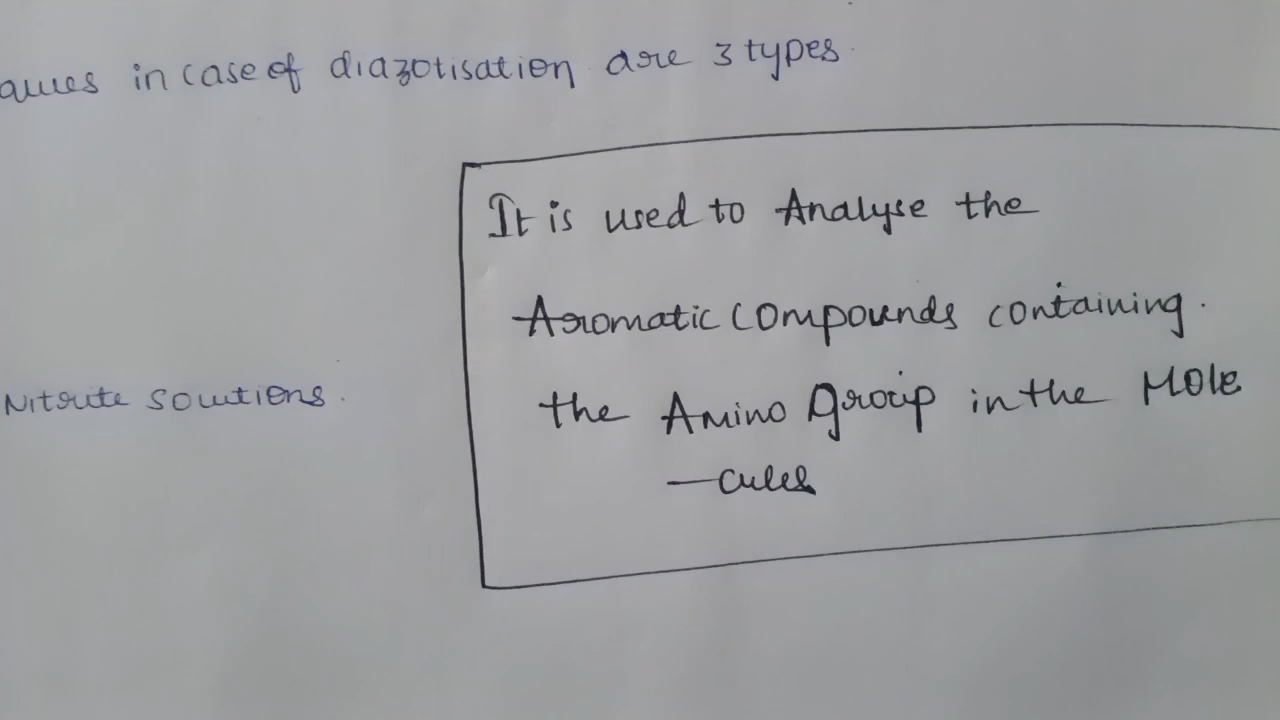 in case of diazotisation are 3 types.
It is used to Analyse the
Aromatic compounds containing.
Nitrite solutions.
the Amino Group in the Mole
-cules